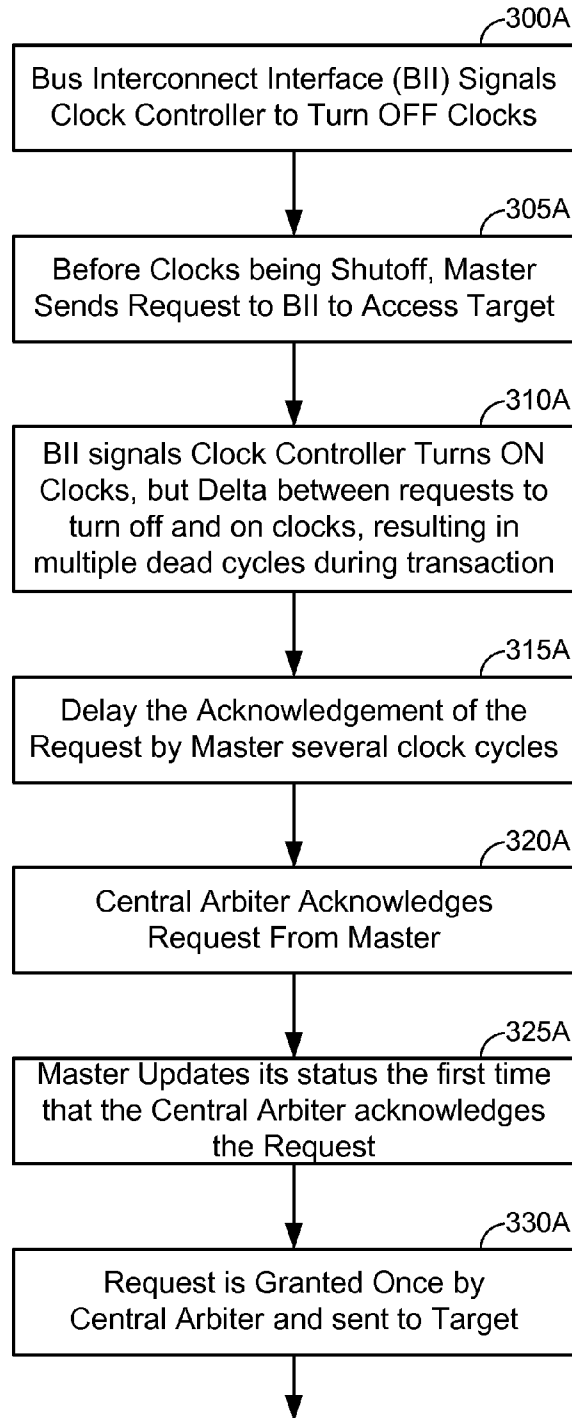 300A
Bus Interconnect Interface (BII) Signals
Clock Controller to Turn OFF Clocks
305A
Before Clocks being Shutoff, Master
Sends Request to BII to Access Target
310A
BII signals Clock Controller Turns ON
Clocks, but Delta between requests to
turn off and on clocks, resulting in
multiple dead cycles during transaction
315A
Delay the Acknowledgement of the
Request by Master several clock cycles
320A
Central Arbiter Acknowledges
Request From Master
325A
Master Updates its status the first time
that the Central Arbiter acknowledges
the Request
330A
Request is Granted Once by
Central Arbiter and sent to Target